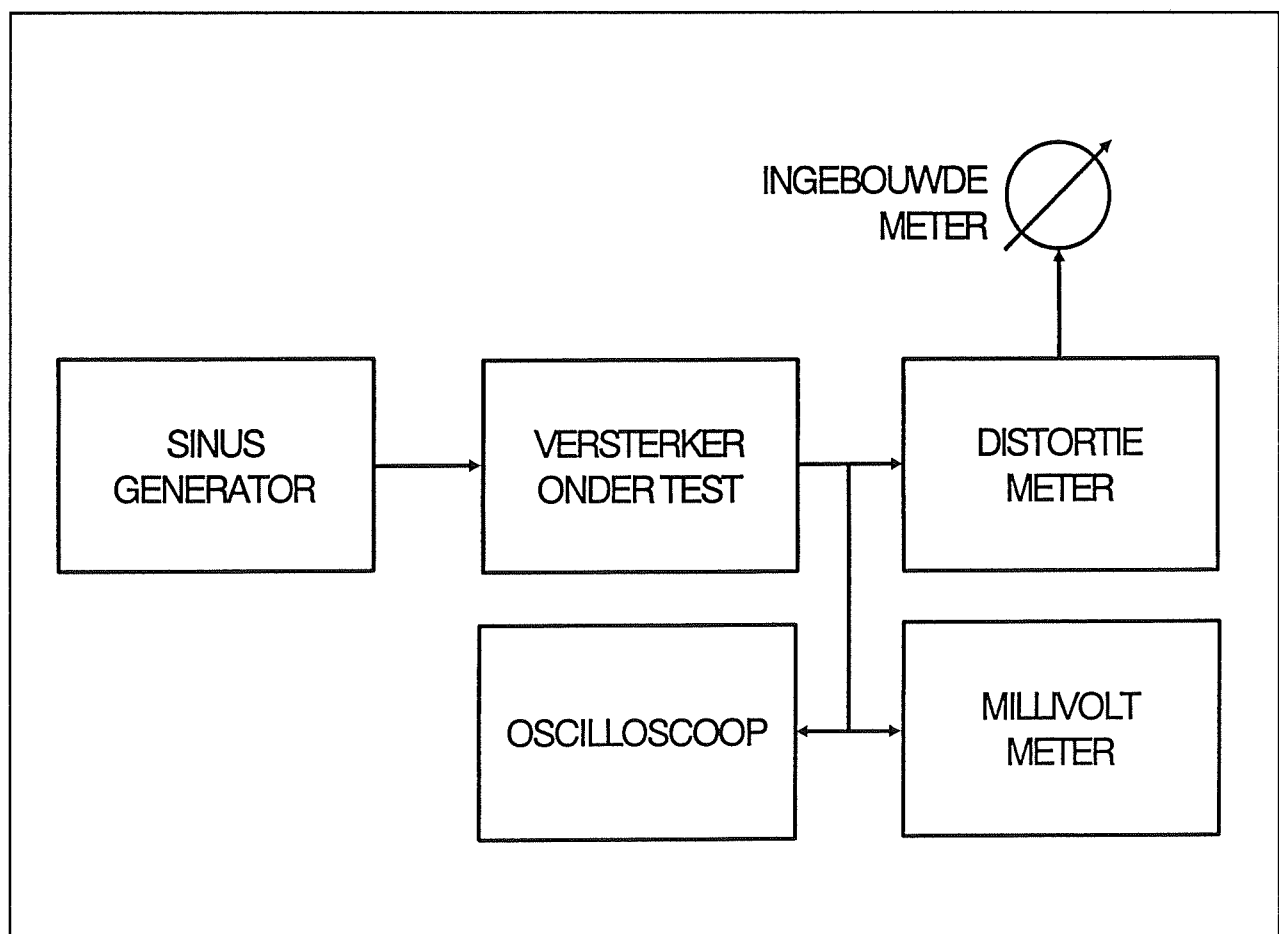 INGEBOUWDE
METER
SINUS
GENERATOR
VERSTERKER
ONDER TEST
DISTORTIE
METER
OSCILLOSCOOP
MILLIVOLT
METER